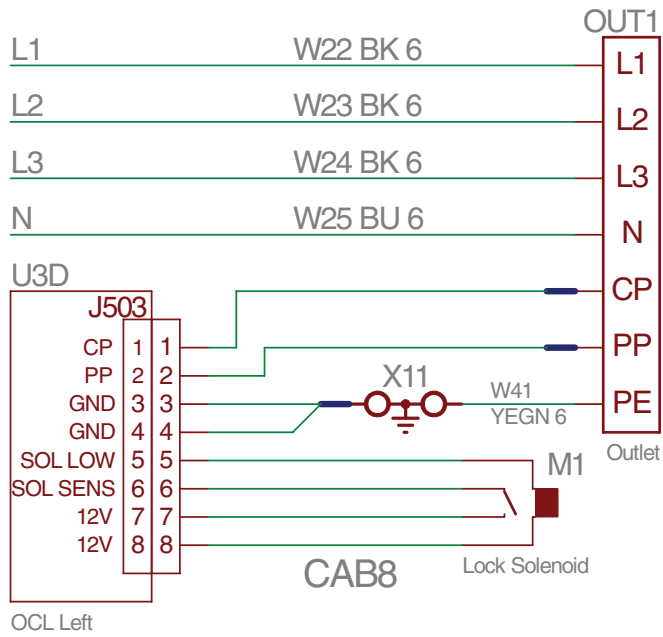 OUT1
L1 W22 BK 6 L1
L2 W23 BK 6 L2
L3 W24 BK 6 L3
N W25 BU 6 N
U3D
CP
J503
CP 1 1
PP
PP 2 2
X11
GND 3 3
W41
YEGN 6
PE
GND 4 4
Outlet
SOL LOW 5 5
M1
SOL SENS 6 6
12V 7 7
12V 8 8
CAB8
Lock Solenoid
OCL Left